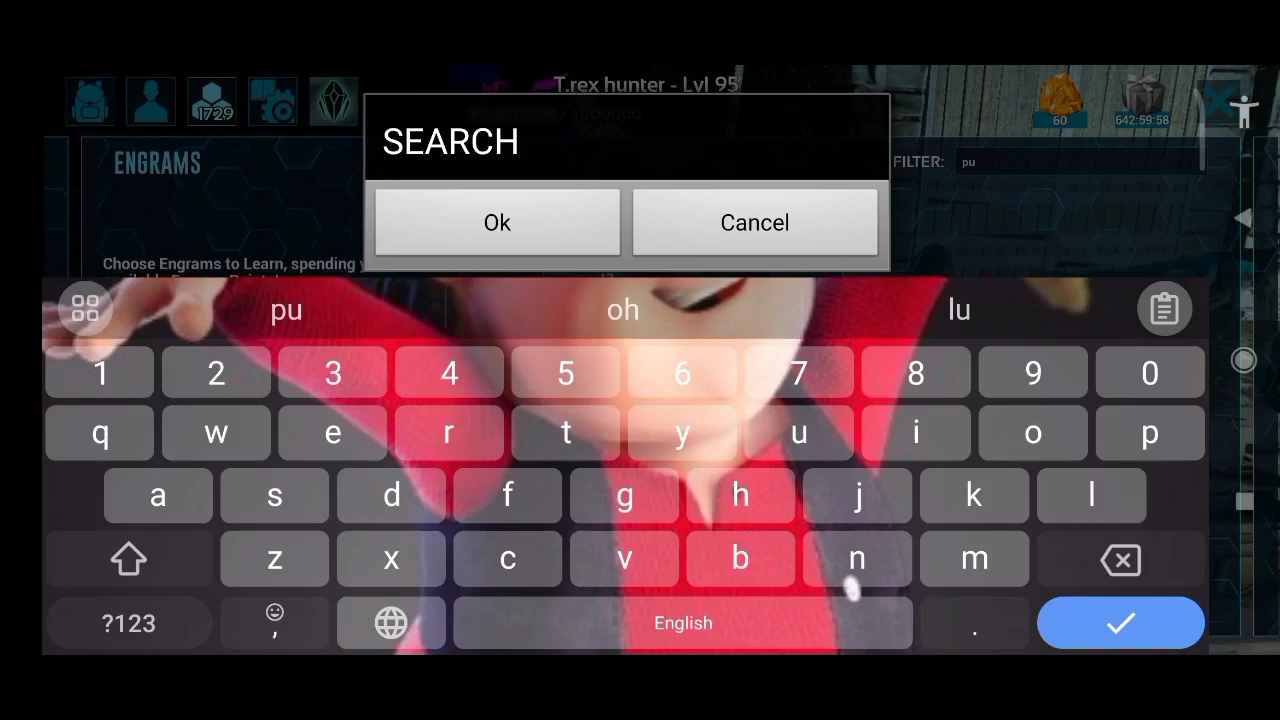 T.rex hunter - Lvl 95
1729
60
642:59:58
SEARCH
ENGRAMS
FILTER:
pu
Ok
Cancel
Choose Engrams to Learn, spending
pu
oh
lu
1 2 3 4 5 6 7 8 9 0
q w e r t y u i o p
a s d f g h j k l
z x c v b n m
?123
,
English
.